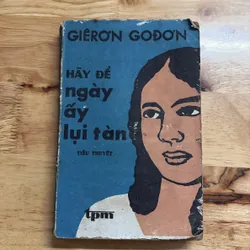 GIÊRƠN GOĐƠN
HÃY ĐỂ
ngày
ấy
lụi tàn
TIỂU THUYẾT
tpm